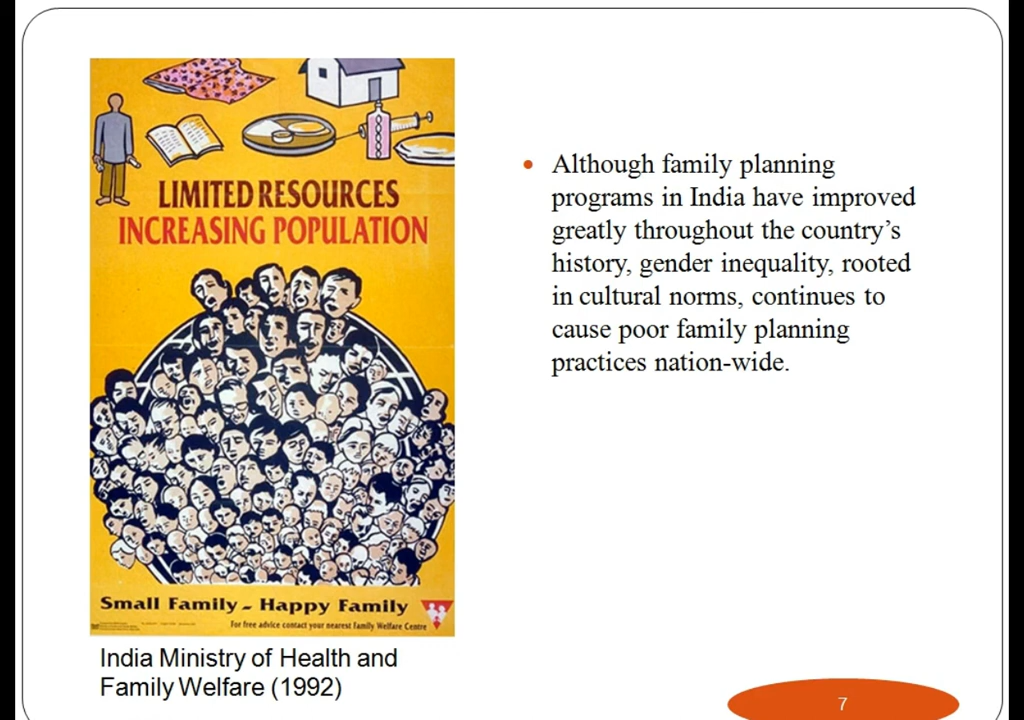 LIMITED RESOURCES
INCREASING POPULATION
Small Family - Happy Family
For free advice contact your nearest Family Welfare Centre
India Ministry of Health and
Family Welfare (1992)
• Although family planning
programs in India have improved
greatly throughout the country’s
history, gender inequality, rooted
in cultural norms, continues to
cause poor family planning
practices nation-wide.
7